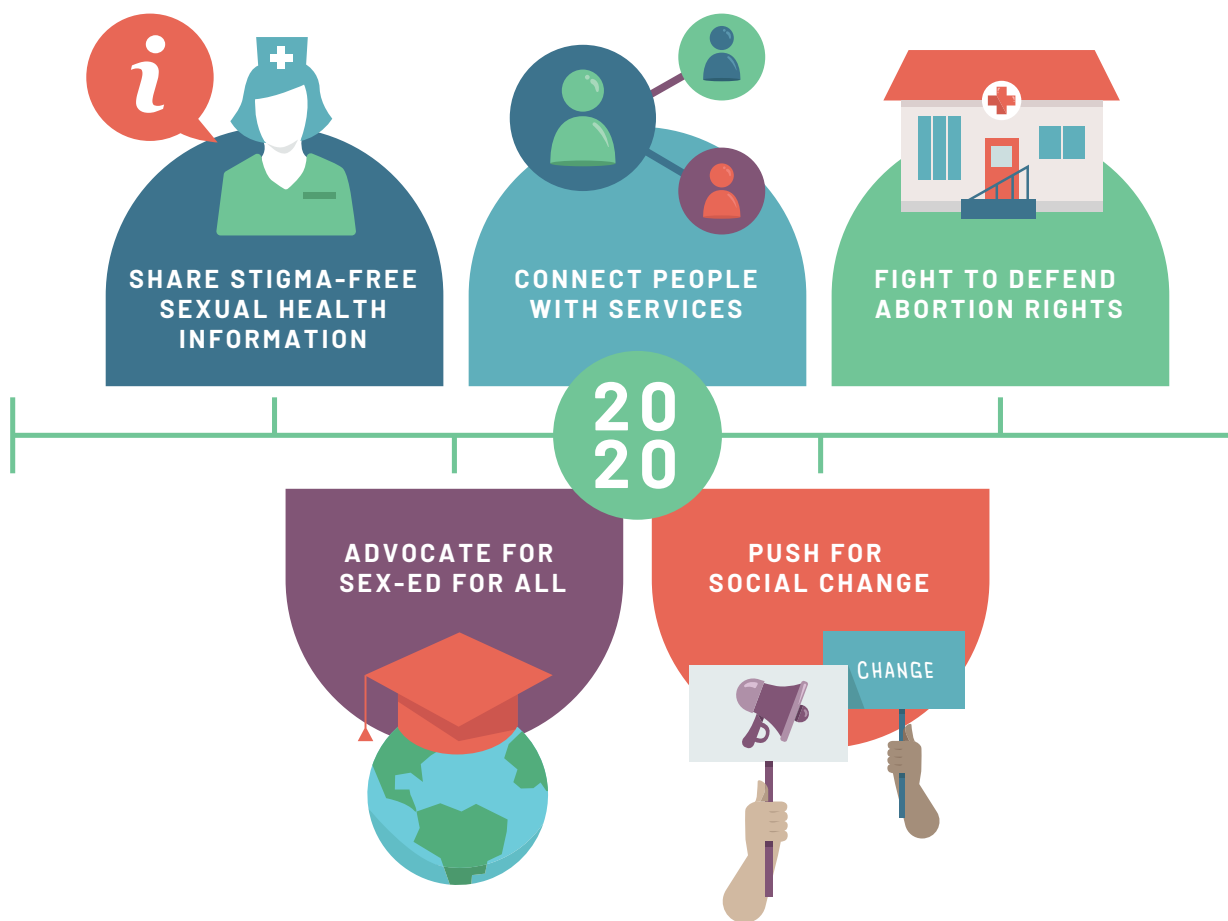 i
SHARE STIGMA-FREE
SEXUAL HEALTH
INFORMATION
CONNECT PEOPLE
WITH SERVICES
FIGHT TO DEFEND
ABORTION RIGHTS
20
20
ADVOCATE FOR
SEX-ED FOR ALL
PUSH FOR
SOCIAL CHANGE
CHANGE